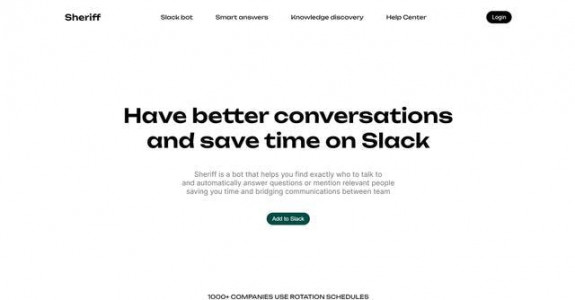 Sheriff
Slack bot
Smart answers
Knowledge discovery
Help Center
Login
Have better conversations
and save time on Slack
Sheriff is a bot that helps you find exactly who to talk to
and automatically answer questions or mention relevant people
saving you time and bridging communications between team
Add to Slack
1000+ COMPANIES USE ROTATION SCHEDULES